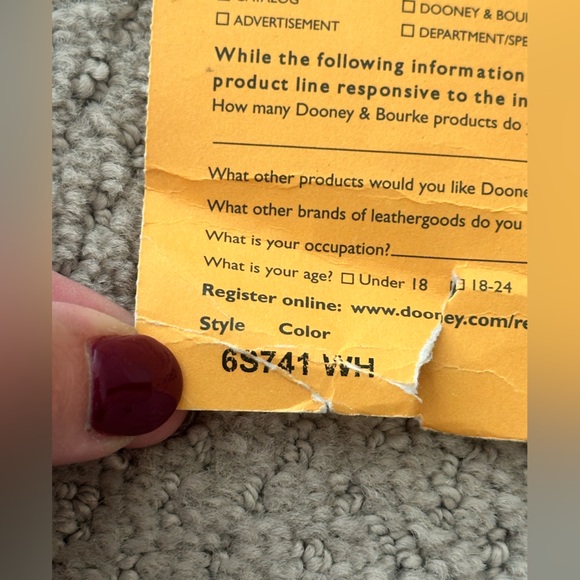 CATALOG
☐ DOONEY & BOU
☐ ADVERTISEMENT
☐ DEPARTMENT/SPE
While the following information
product line responsive to the in
How many Dooney & Bourke products do
What other products would you like Doone
What other brands of leathergoods do you
What is your occupation?
What is your age? ☐ Under 18 ☐ 18-24
Register online: www.dooney.com/re
Style Color
6S741 WH